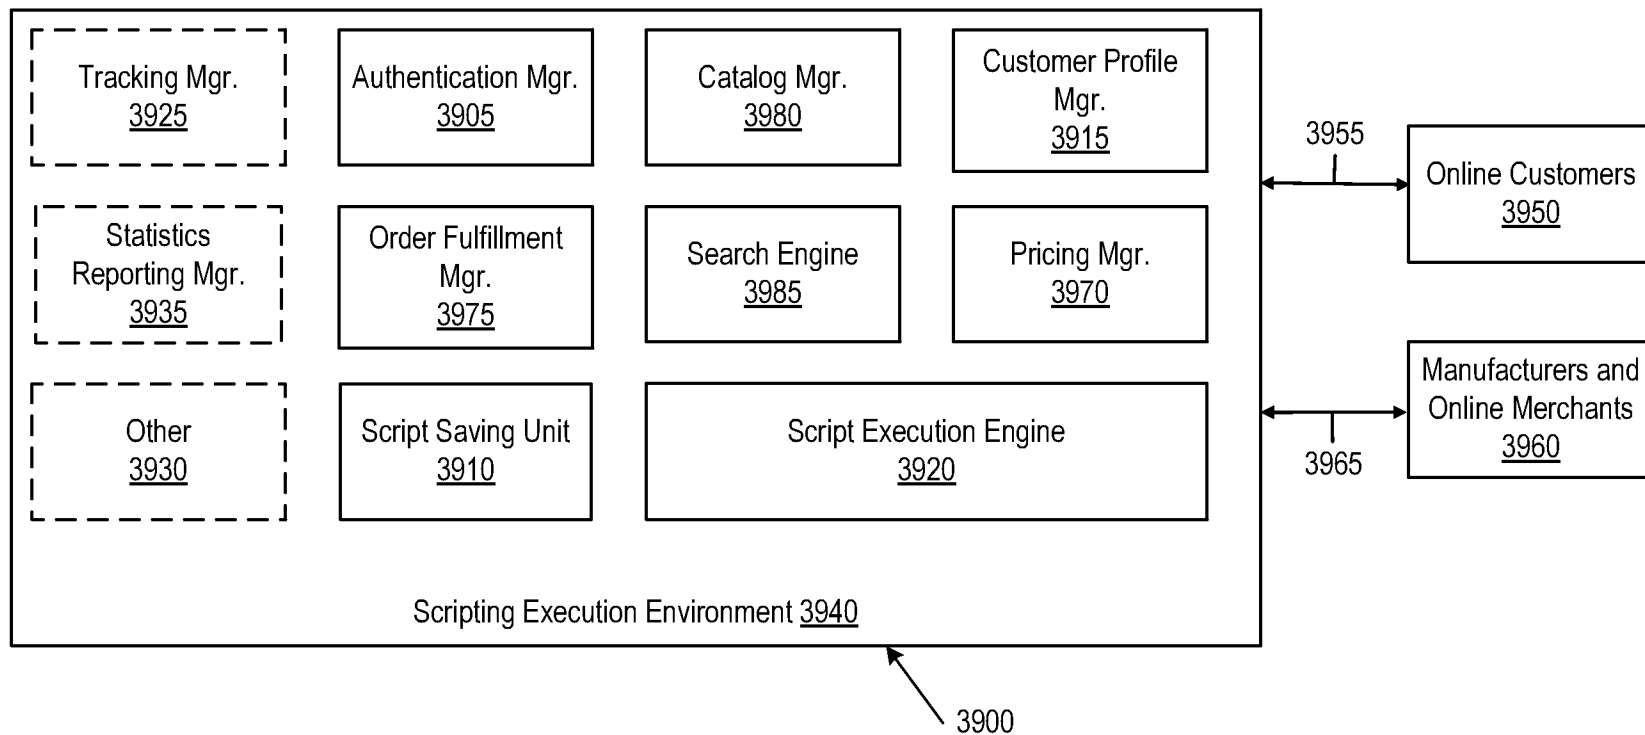 Tracking Mgr.
3925
Authentication Mgr.
3905
Catalog Mgr.
3980
Customer Profile
Mgr.
3915
Statistics
Reporting Mgr.
3935
Order Fulfillment
Mgr.
3975
Search Engine
3985
Pricing Mgr.
3970
Other
3930
Script Saving Unit
3910
Script Execution Engine
3920
Scripting Execution Environment 3940
3900
3955
Online Customers
3950
Manufacturers and
Online Merchants
3960
3965